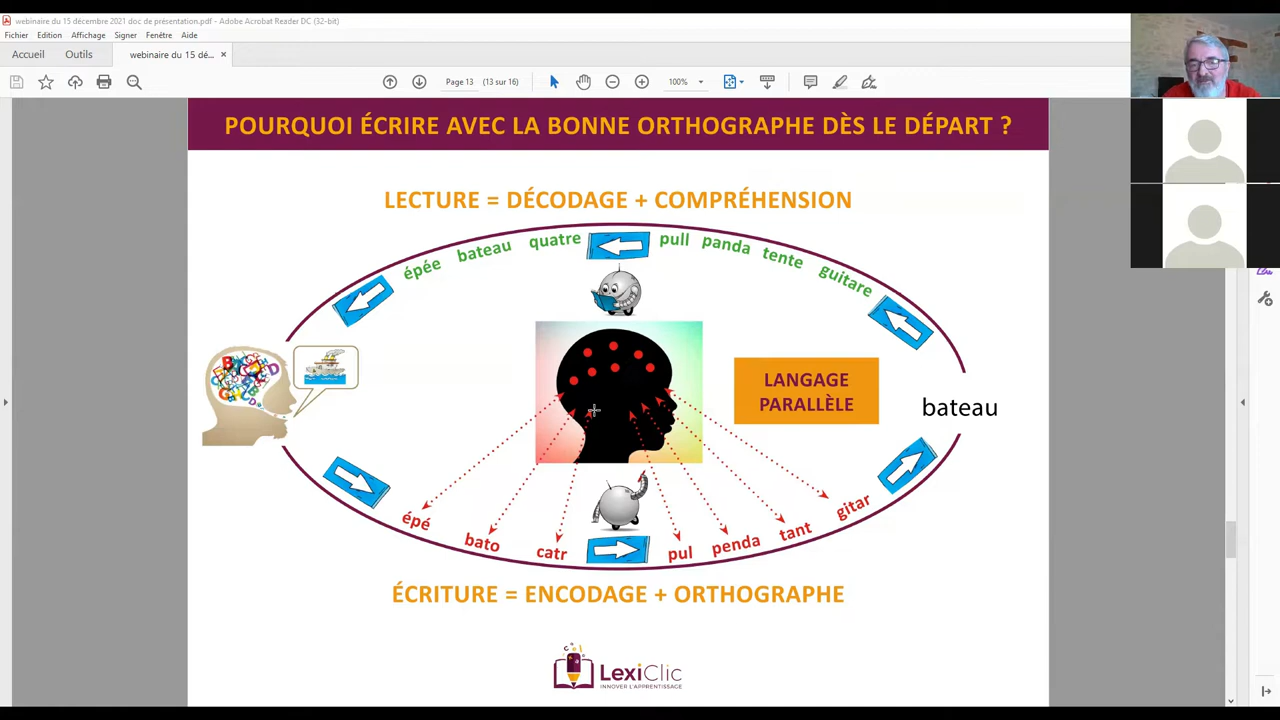 webinaire du 15 décembre 2021 doc de présentation.pdf - Adobe Acrobat Reader DC (32-bit)
Fichier Edition Affichage Signer Fenêtre Aide
Accueil Outils webinaire du 15 dé... ×
Page 13 (13 sur 16) 100%
POURQUOI ÉCRIRE AVEC LA BONNE ORTHOGRAPHE DÈS LE DÉPART ?
LECTURE = DÉCODAGE + COMPRÉHENSION
épée bateau quatre pull panda tente guitare
LANGAGE
PARALLÈLE
bateau
épé bato catr pul penda tant gitar
ÉCRITURE = ENCODAGE + ORTHOGRAPHE
LexiClic
INNOVER L'APPRENTISSAGE